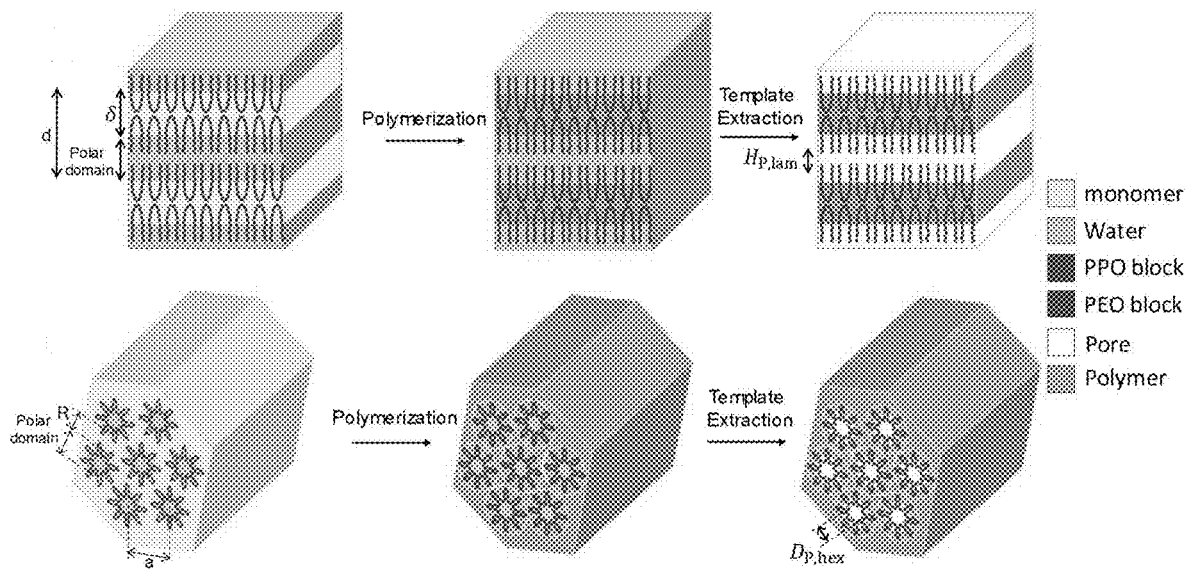 d
δ
Polar
domain
Polymerization
Template
Extraction
H_P,lam
monomer
Water
PPO block
PEO block
Pore
Polymer
R
Polar
domain
a
Polymerization
Template
Extraction
D_P,hex